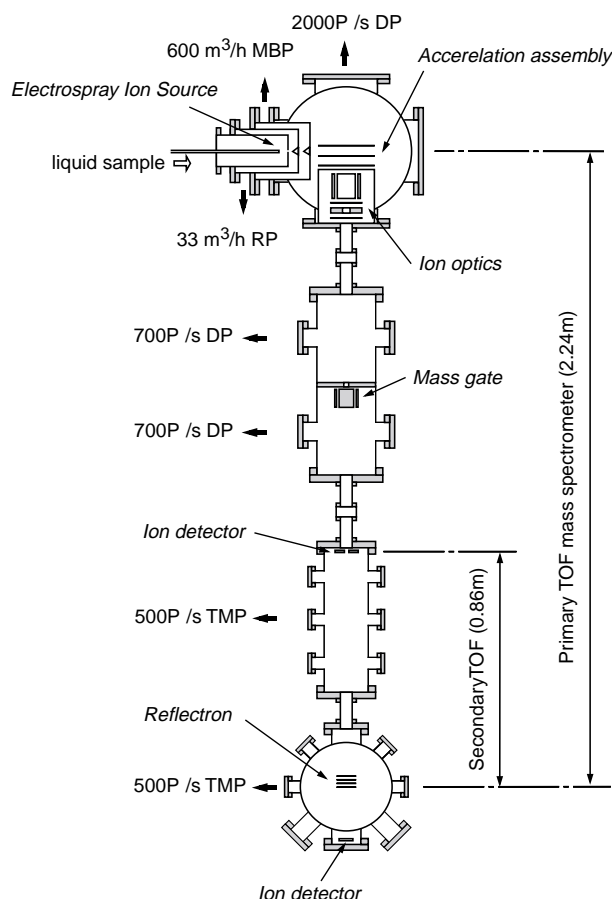 2000P /s DP
600 m³/h MBP
Accerelation assembly
Electrospray Ion Source
liquid sample
33 m³/h RP
Ion optics
700P /s DP
Mass gate
700P /s DP
Ion detector
500P /s TMP
Reflectron
500P /s TMP
Ion detector
SecondaryTOF (0.86m)
Primary TOF mass spectrometer (2.24m)